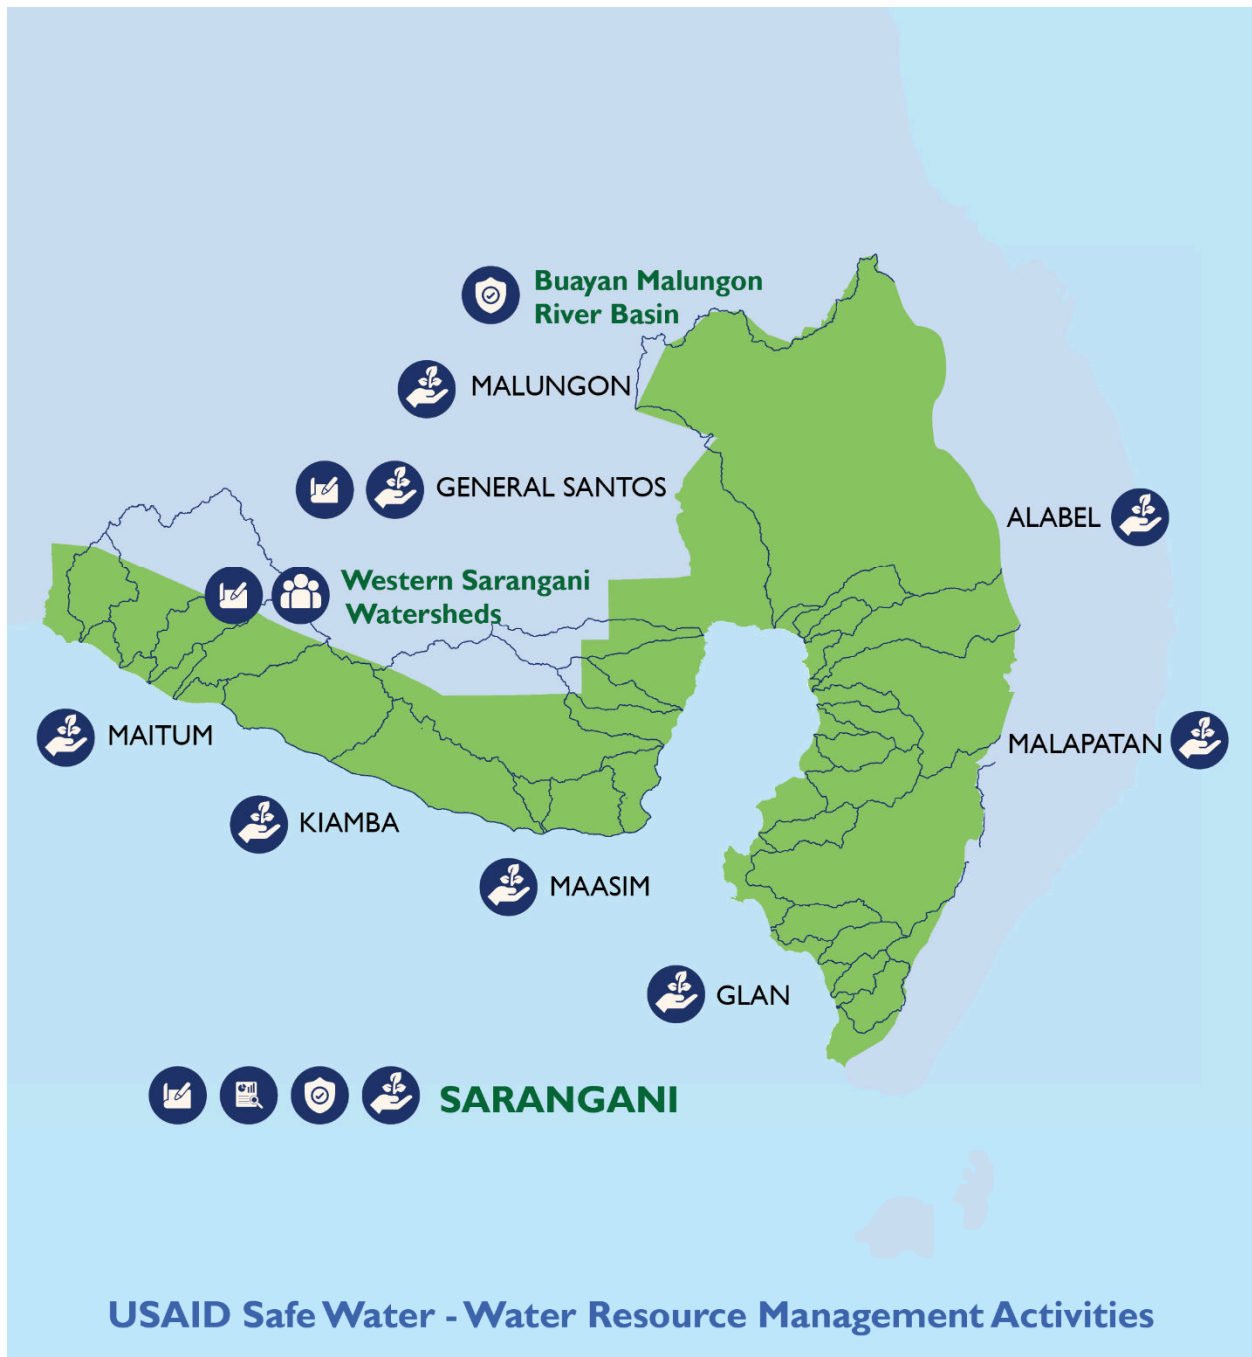 Buayan Malungon
River Basin
MALUNGON
GENERAL SANTOS
ALABEL
Western Sarangani
Watersheds
MAITUM
MALAPATAN
KIAMBA
MAASIM
GLAN
SARANGANI
USAID Safe Water - Water Resource Management Activities